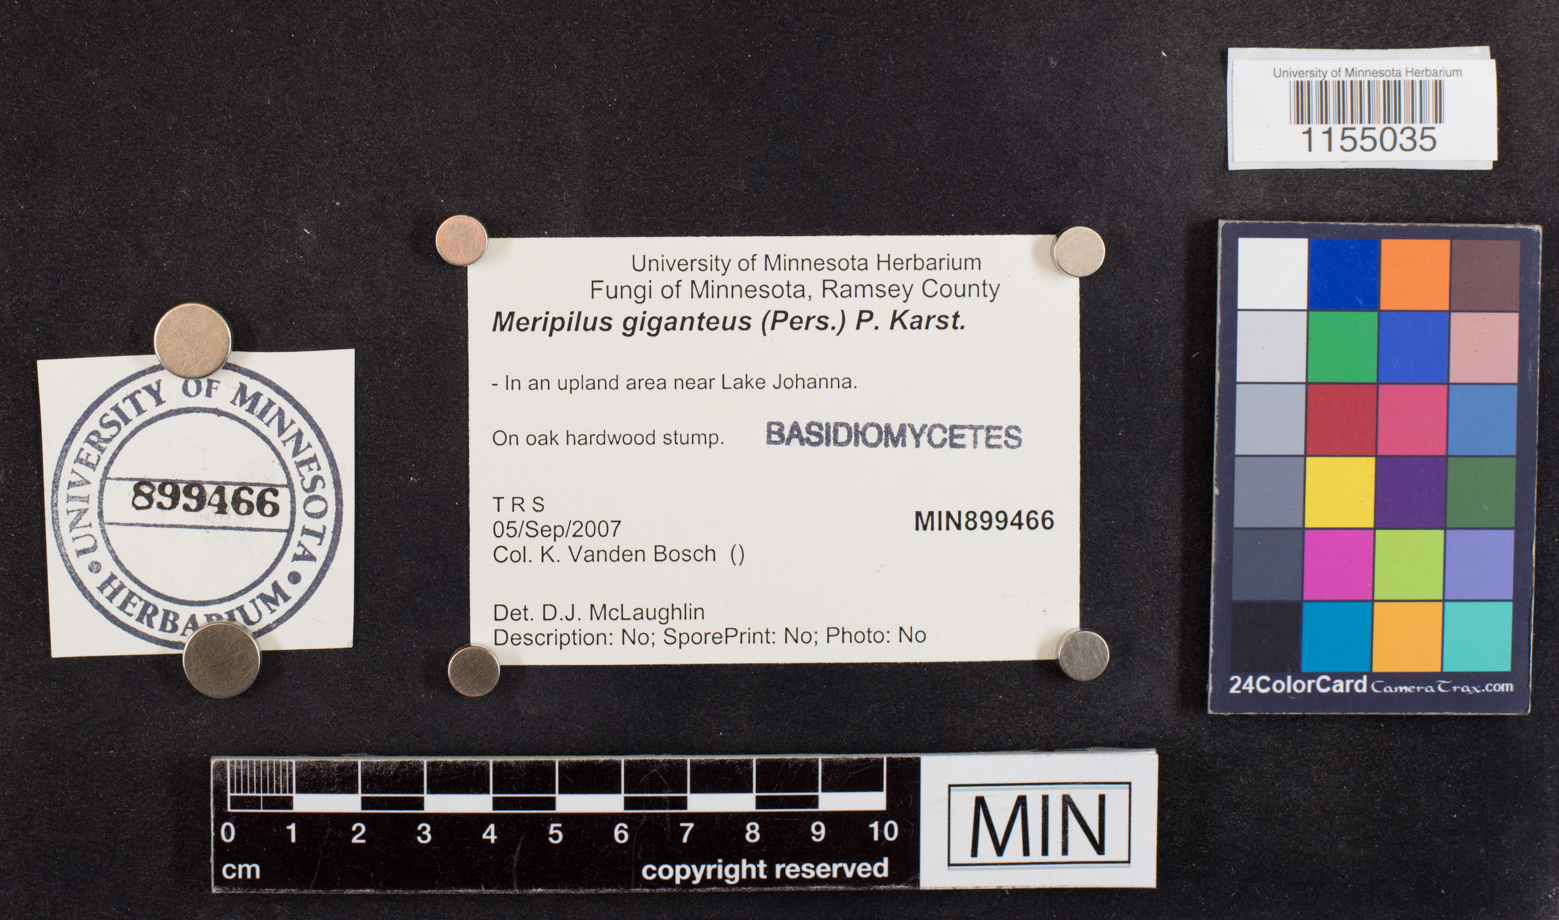 University of Minnesota Herbarium
1155035
University of Minnesota Herbarium
Fungi of Minnesota, Ramsey County
Meripilus giganteus (Pers.) P. Karst.
- In an upland area near Lake Johanna.
On oak hardwood stump. BASIDIOMYCETES
T R S
05/Sep/2007
MIN899466
Col. K. Vanden Bosch ()
Det. D.J. McLaughlin
Description: No; SporePrint: No; Photo: No
UNIVERSITY OF MINNESOTA
899466
HERBARIUM
24ColorCard CameraTrax.com
0 1 2 3 4 5 6 7 8 9 10
cm copyright reserved
MIN